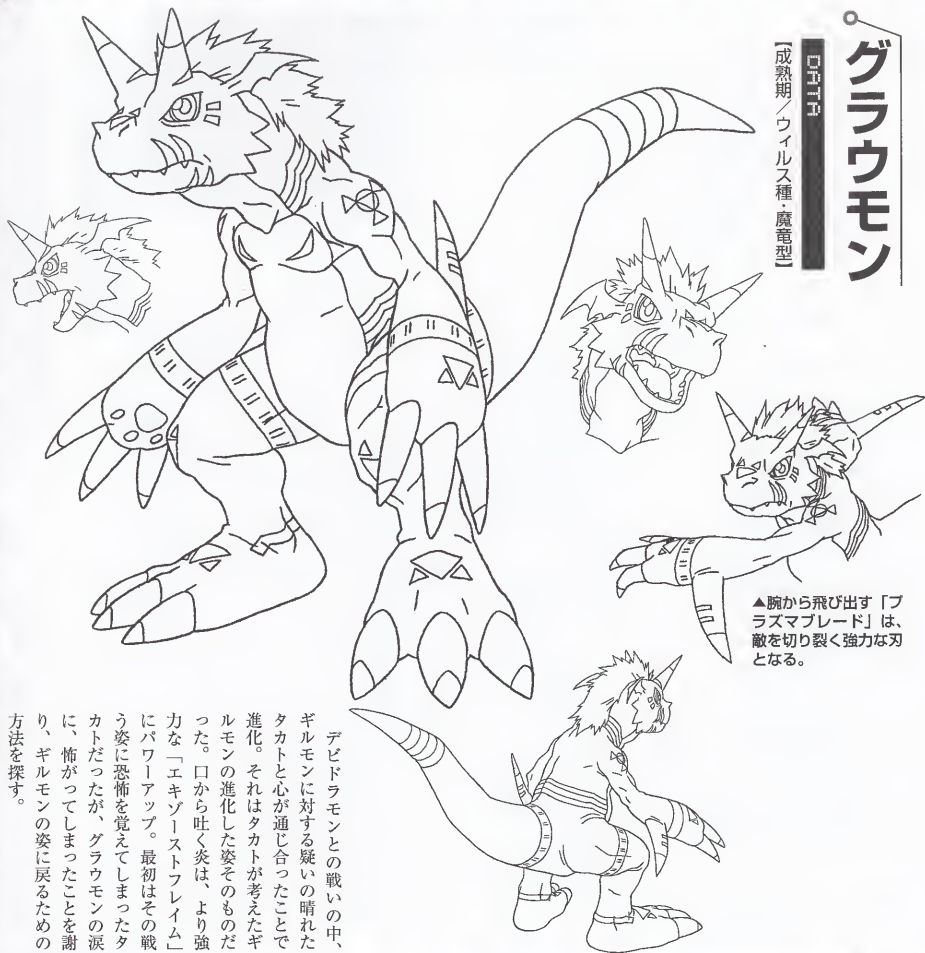 グラウモン
DATA
【成熟期／ウィルス種・魔竜型】
▲腕から飛び出す「プ
ラズマブレード」は、
敵を切り裂く強力な刃
となる。
デビドラモンとの戦いの中、
ギルモンに対する疑いの晴れた
タカトと心が通じ合ったことで
進化。それはタカトが考えたギ
ルモンの進化した姿そのものだ
った。口から吐く炎は、より強
力な「エキゾーストフレイム」
にパワーアップ。最初はその戦
う姿に恐怖を覚えてしまったタ
カトだったが、グラウモンの涙
に、怖がってしまったことを謝
り、ギルモンの姿に戻るための
方法を探す。